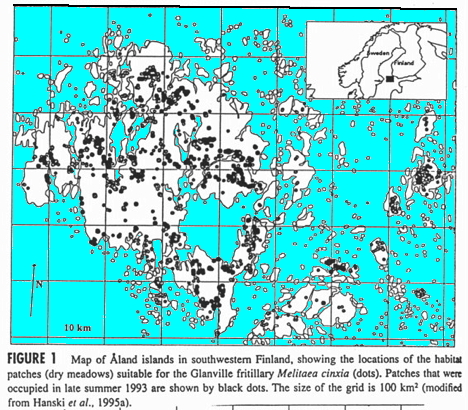 Sweden
Finland
N
10 km
FIGURE 1 Map of Åland islands in southwestern Finland, showing the locations of the habitat
patches (dry meadows) suitable for the Glanville fritillary Melitaea cinxia (dots). Patches that were
occupied in late summer 1993 are shown by black dots. The size of the grid is 100 km² (modified
from Hanski et al., 1995a).